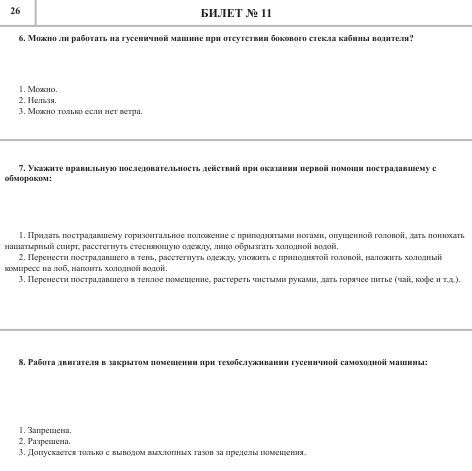 26
БИЛЕТ № 11
6. Можно ли работать на гусеничной машине при отсутствии бокового стекла кабины водителя?
1. Можно.
2. Нельзя.
3. Можно только если нет ветра.
7. Укажите правильную последовательность действий при оказании первой помощи пострадавшему с
обмороком:
1. Придать пострадавшему горизонтальное положение с приподнятыми ногами, опущенной головой, дать понюхать
нашатырный спирт, расстегнуть стесняющую одежду, лицо обрызгать холодной водой.
2. Перенести пострадавшего в тень, расстегнуть одежду, уложить с приподнятой головой, наложить холодный
компресс на лоб, напоить холодной водой.
3. Перенести пострадавшего в теплое помещение, растереть чистыми руками, дать горячее питье (чай, кофе и т.д.).
8. Работа двигателя в закрытом помещении при техобслуживании гусеничной самоходной машины:
1. Запрещена.
2. Разрешена.
3. Допускается только с выводом выхлопных газов за пределы помещения.